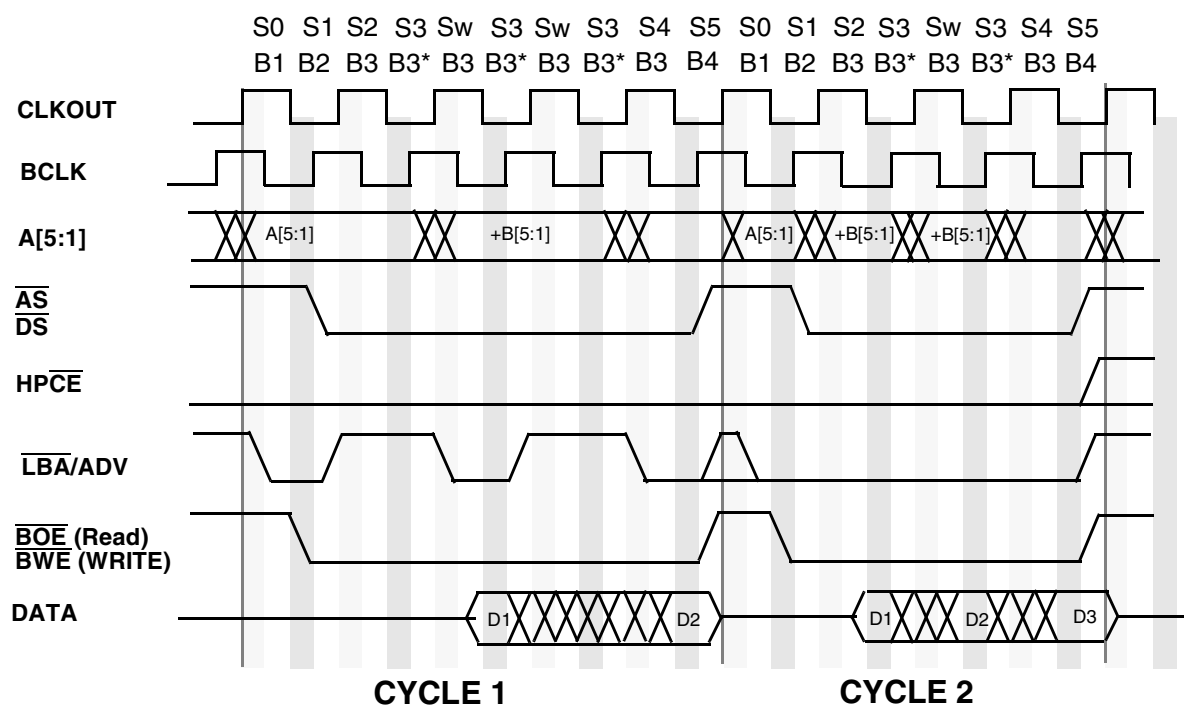 S0 S1 S2 S3 Sw S3 Sw S3 S4 S5 S0 S1 S2 S3 Sw S3 S4 S5
B1 B2 B3 B3* B3 B3* B3 B3* B3 B4 B1 B2 B3 B3* B3 B3* B3 B4
CLKOUT
BCLK
A[5:1] A[5:1] +B[5:1] A[5:1] +B[5:1] +B[5:1]
AS
DS
HPCE
LBA/ADV
BOE (Read)
BWE (WRITE)
DATA D1 D2 D1 D2 D3
CYCLE 1 CYCLE 2